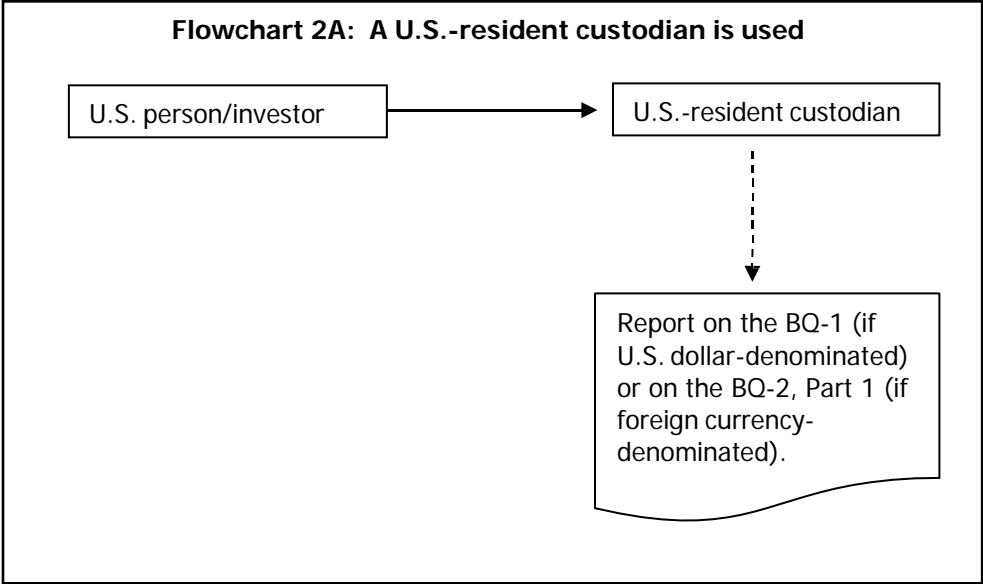 Flowchart 2A: A U.S.-resident custodian is used
U.S. person/investor
U.S.-resident custodian
Report on the BQ-1 (if
U.S. dollar-denominated)
or on the BQ-2, Part 1 (if
foreign currency-
denominated).